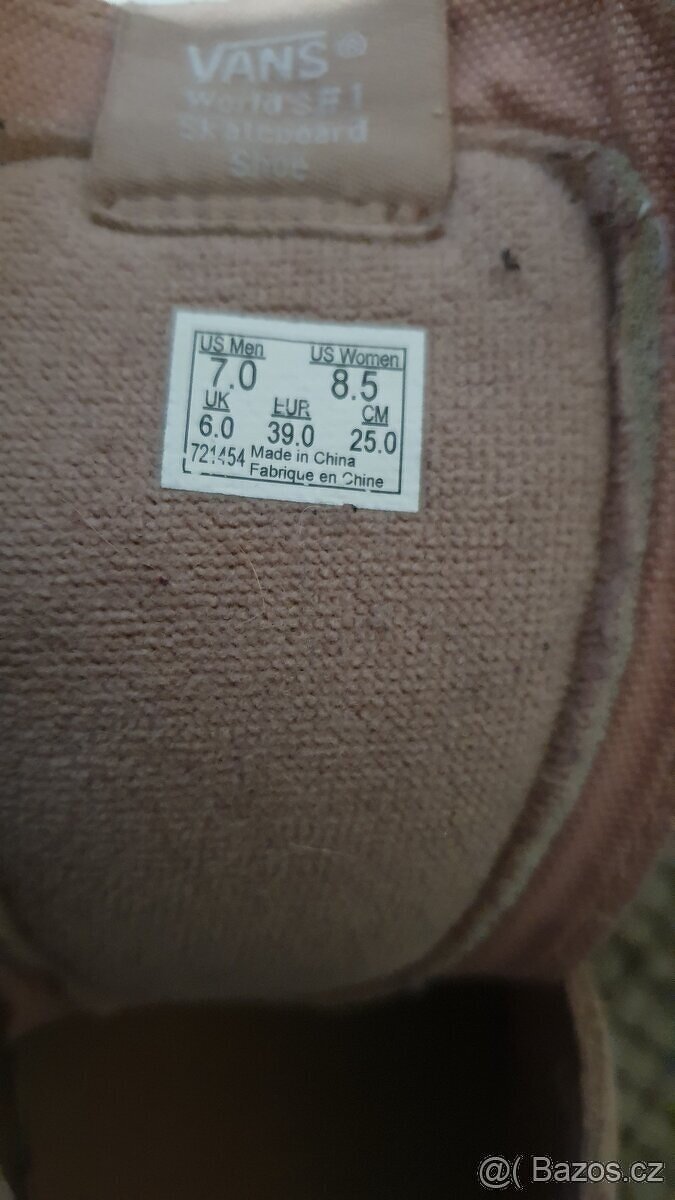 VANS®
World's #1
Skateboard
Shoe
US Men US Women
7.0 8.5
UK EUR CM
6.0 39.0 25.0
721454 Made in China
Fabrique en Chine
@( Bazos.cz